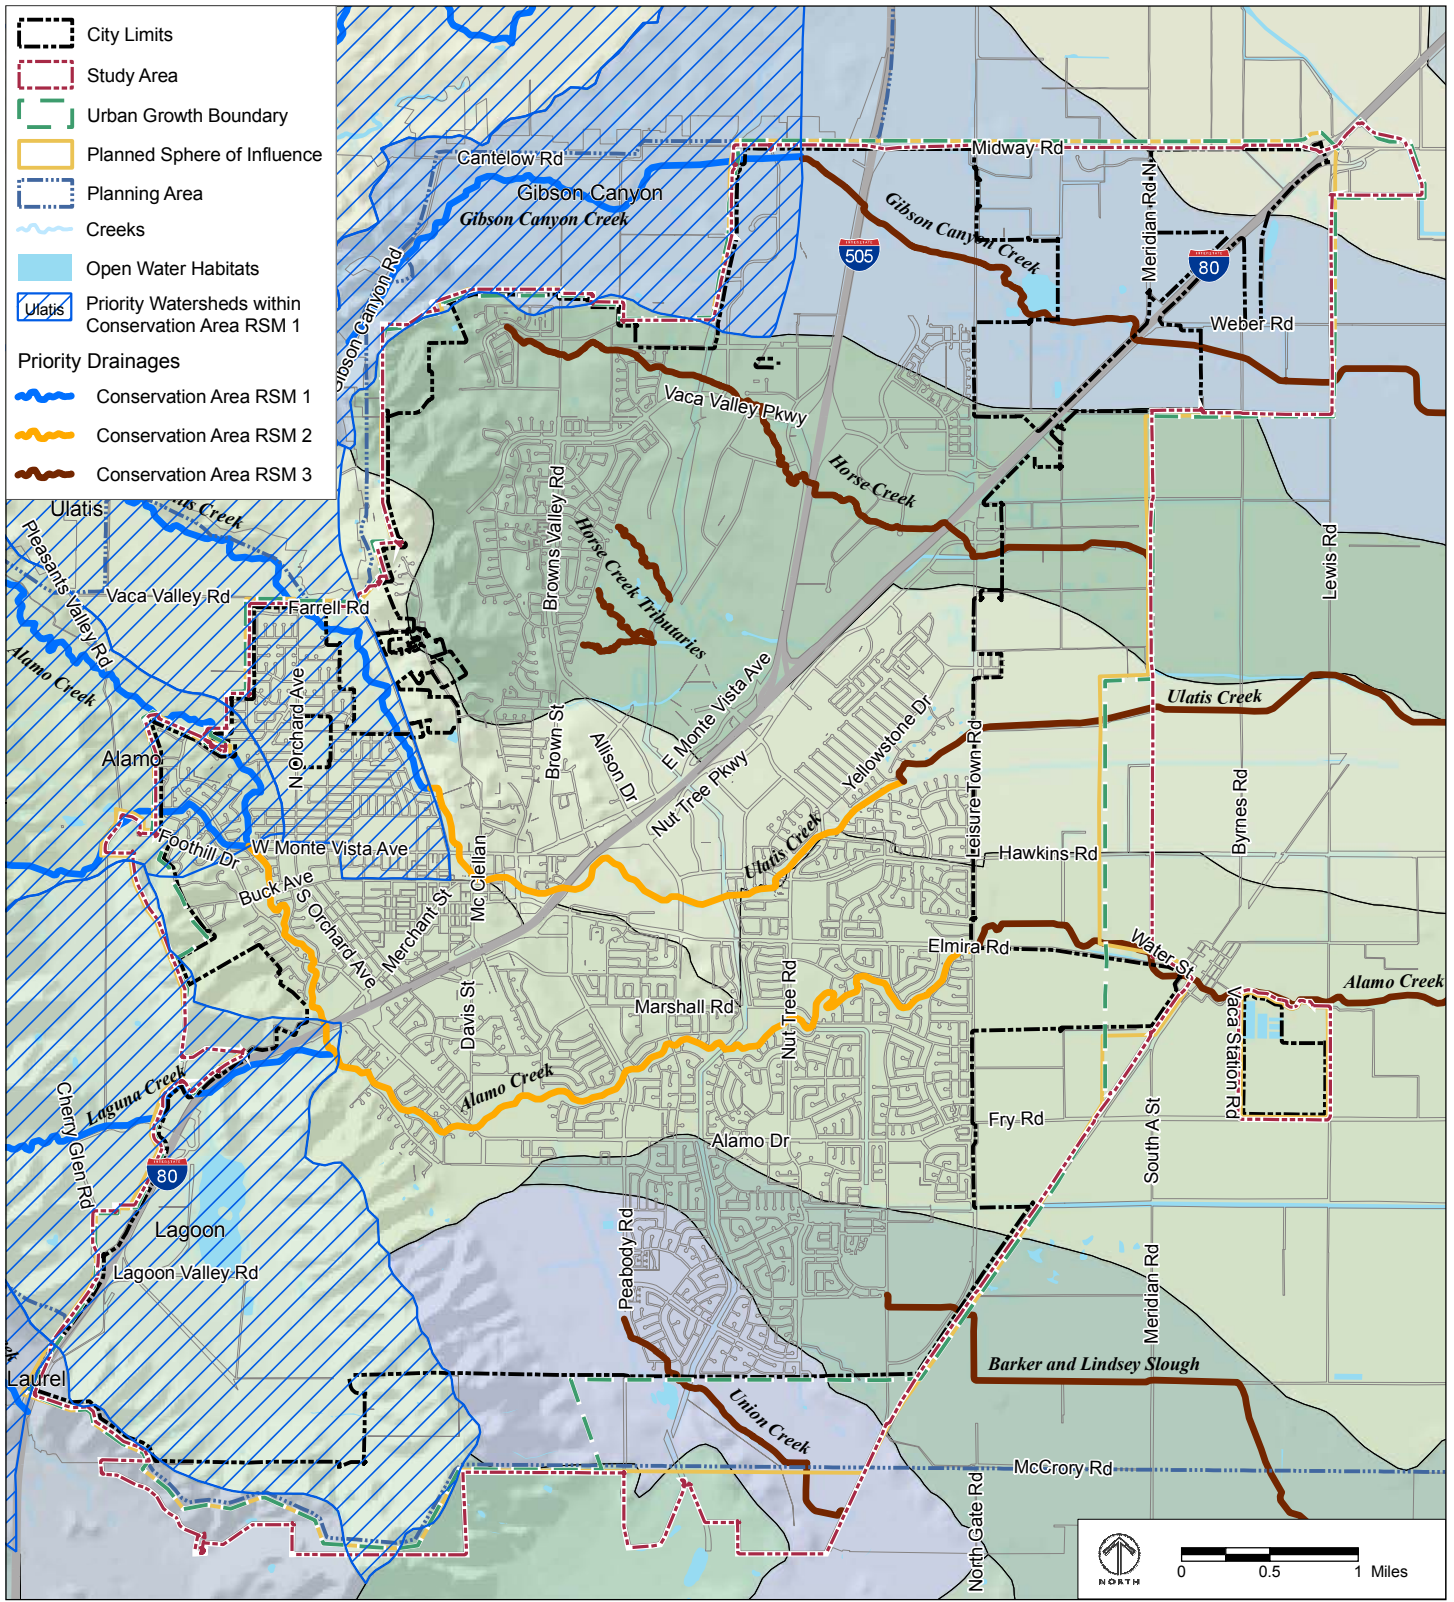 City Limits
Study Area
Urban Growth Boundary
Planned Sphere of Influence
Planning Area
Creeks
Open Water Habitats
Ulatis
Priority Watersheds within
Conservation Area RSM 1
Priority Drainages
Conservation Area RSM 1
Conservation Area RSM 2
Conservation Area RSM 3
Cantelow Rd
Gibson Canyon
Gibson Canyon Creek
Midway Rd
Gibson Canyon Creek
Meridian Rd N
505
80
Gibson Canyon Rd
Weber Rd
Vaca Valley Pkwy
Horse Creek
Ulatis
Creek
Pleasants Valley Rd
Browns Valley Rd
Horse Creek Tributaries
Lewis Rd
Vaca Valley Rd
Farrell Rd
Alamo Creek
N Orchard Ave
E Monte Vista Ave
Ulatis Creek
Alamo
Brown St
Allison Dr
Nut Tree Pkwy
Yellowstone Dr
Leisure Town Rd
Byrnes Rd
Foothill Dr
W Monte Vista Ave
Mc Clellan
Ulatis Creek
Hawkins Rd
Buck Ave
S Orchard Ave
Merchant St
Elmira Rd
Water St
Alamo Creek
Davis St
Marshall Rd
Nut Tree Rd
Vaca Station Rd
Laguna Creek
Cherry Glen Rd
Alamo Creek
Alamo Dr
Fry Rd
South A St
80
Lagoon
Lagoon Valley Rd
Peabody Rd
Meridian Rd
Laurel
Barker and Lindsey Slough
Union Creek
McCrory Rd
North Gate Rd
NORTH
0 0.5 1 Miles